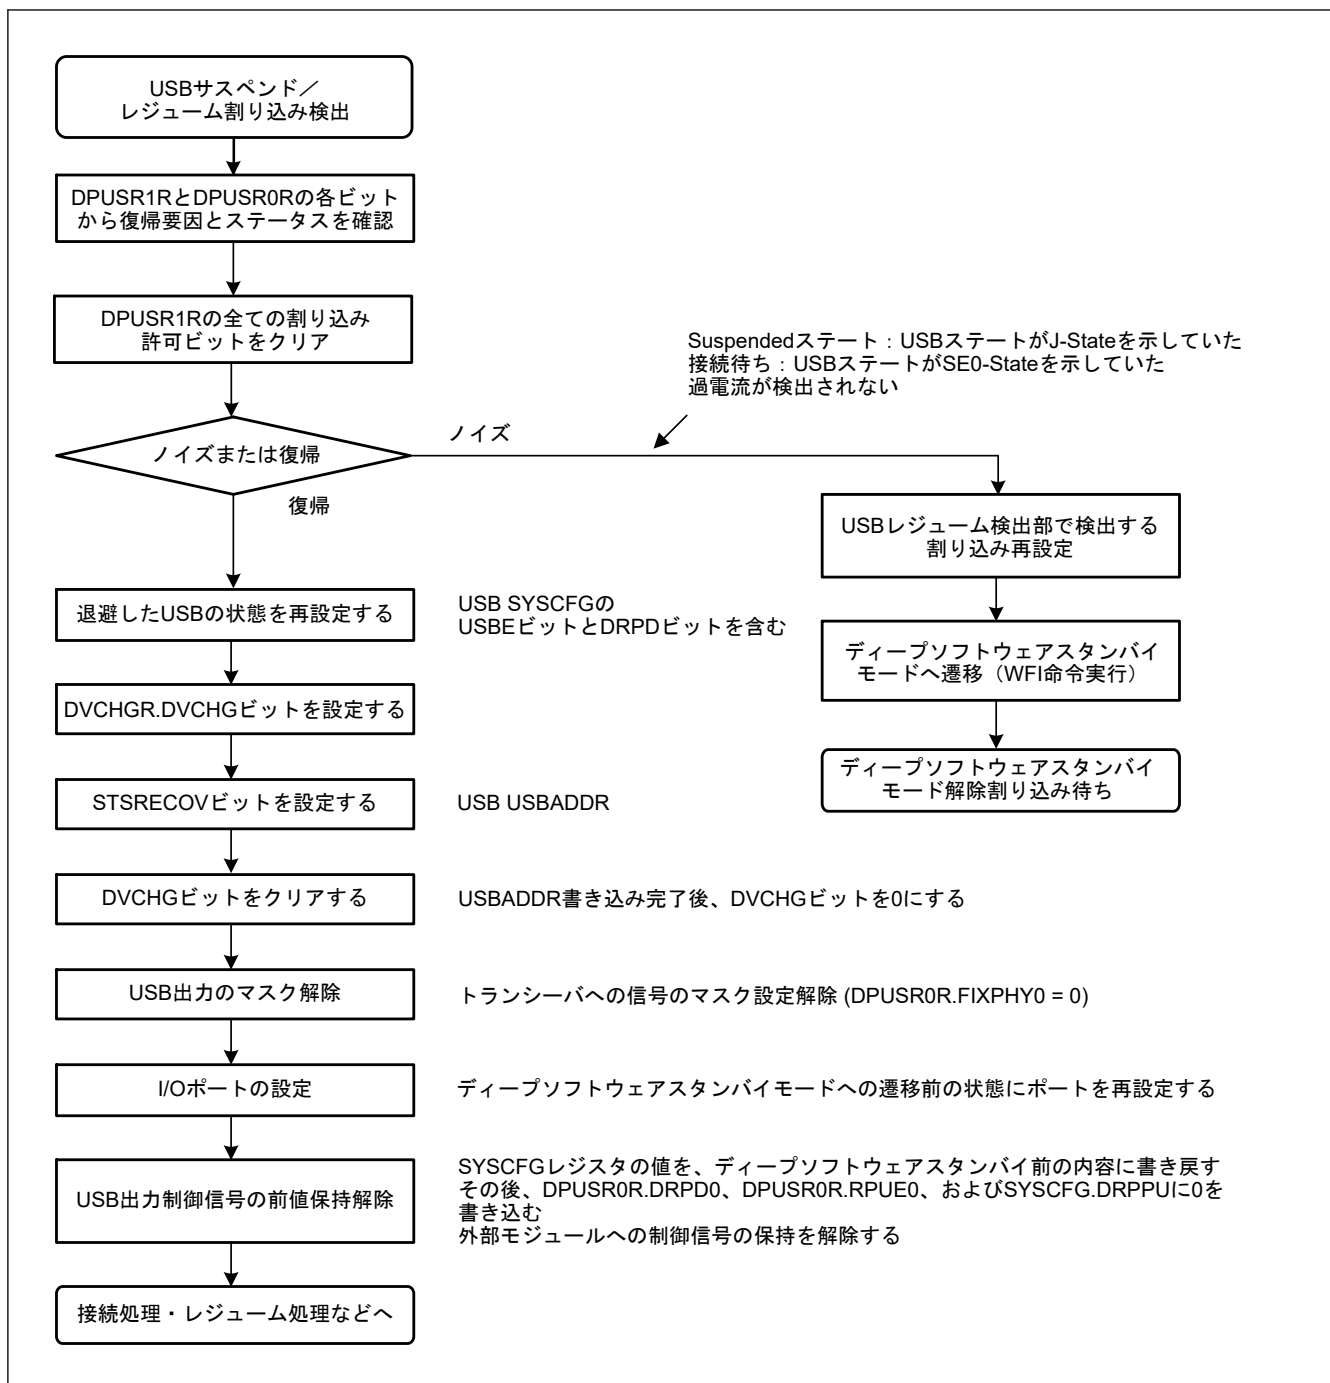 USBサスペンド／
レジューム割り込み検出
DPUSR1RとDPUSR0Rの各ビット
から復帰要因とステータスを確認
DPUSR1Rの全ての割り込み
許可ビットをクリア
Suspendedステート：USBステートがJ-Stateを示していた
接続待ち：USBステートがSE0-Stateを示していた
過電流が検出されない
ノイズまたは復帰
ノイズ
復帰
USBレジューム検出部で検出する
割り込み再設定
ディープソフトウェアスタンバイ
モードへ遷移（WFI命令実行）
ディープソフトウェアスタンバイ
モード解除割り込み待ち
退避したUSBの状態を再設定する
USB SYSCFGの
USBEビットとDRPDビットを含む
DVCHGR.DVCHGビットを設定する
STSRECOVビットを設定する
USB USBADDR
DVCHGビットをクリアする
USBADDR書き込み完了後、DVCHGビットを0にする
USB出力のマスク解除
トランシーバへの信号のマスク設定解除 (DPUSR0R.FIXPHY0 = 0)
I/Oポートの設定
ディープソフトウェアスタンバイモードへの遷移前の状態にポートを再設定する
USB出力制御信号の前値保持解除
SYSCFGレジスタの値を、ディープソフトウェアスタンバイ前の内容に書き戻す
その後、DPUSR0R.DRPD0、DPUSR0R.RPUE0、およびSYSCFG.DRPPUに0を
書き込む
外部モジュールへの制御信号の保持を解除する
接続処理・レジューム処理などへ